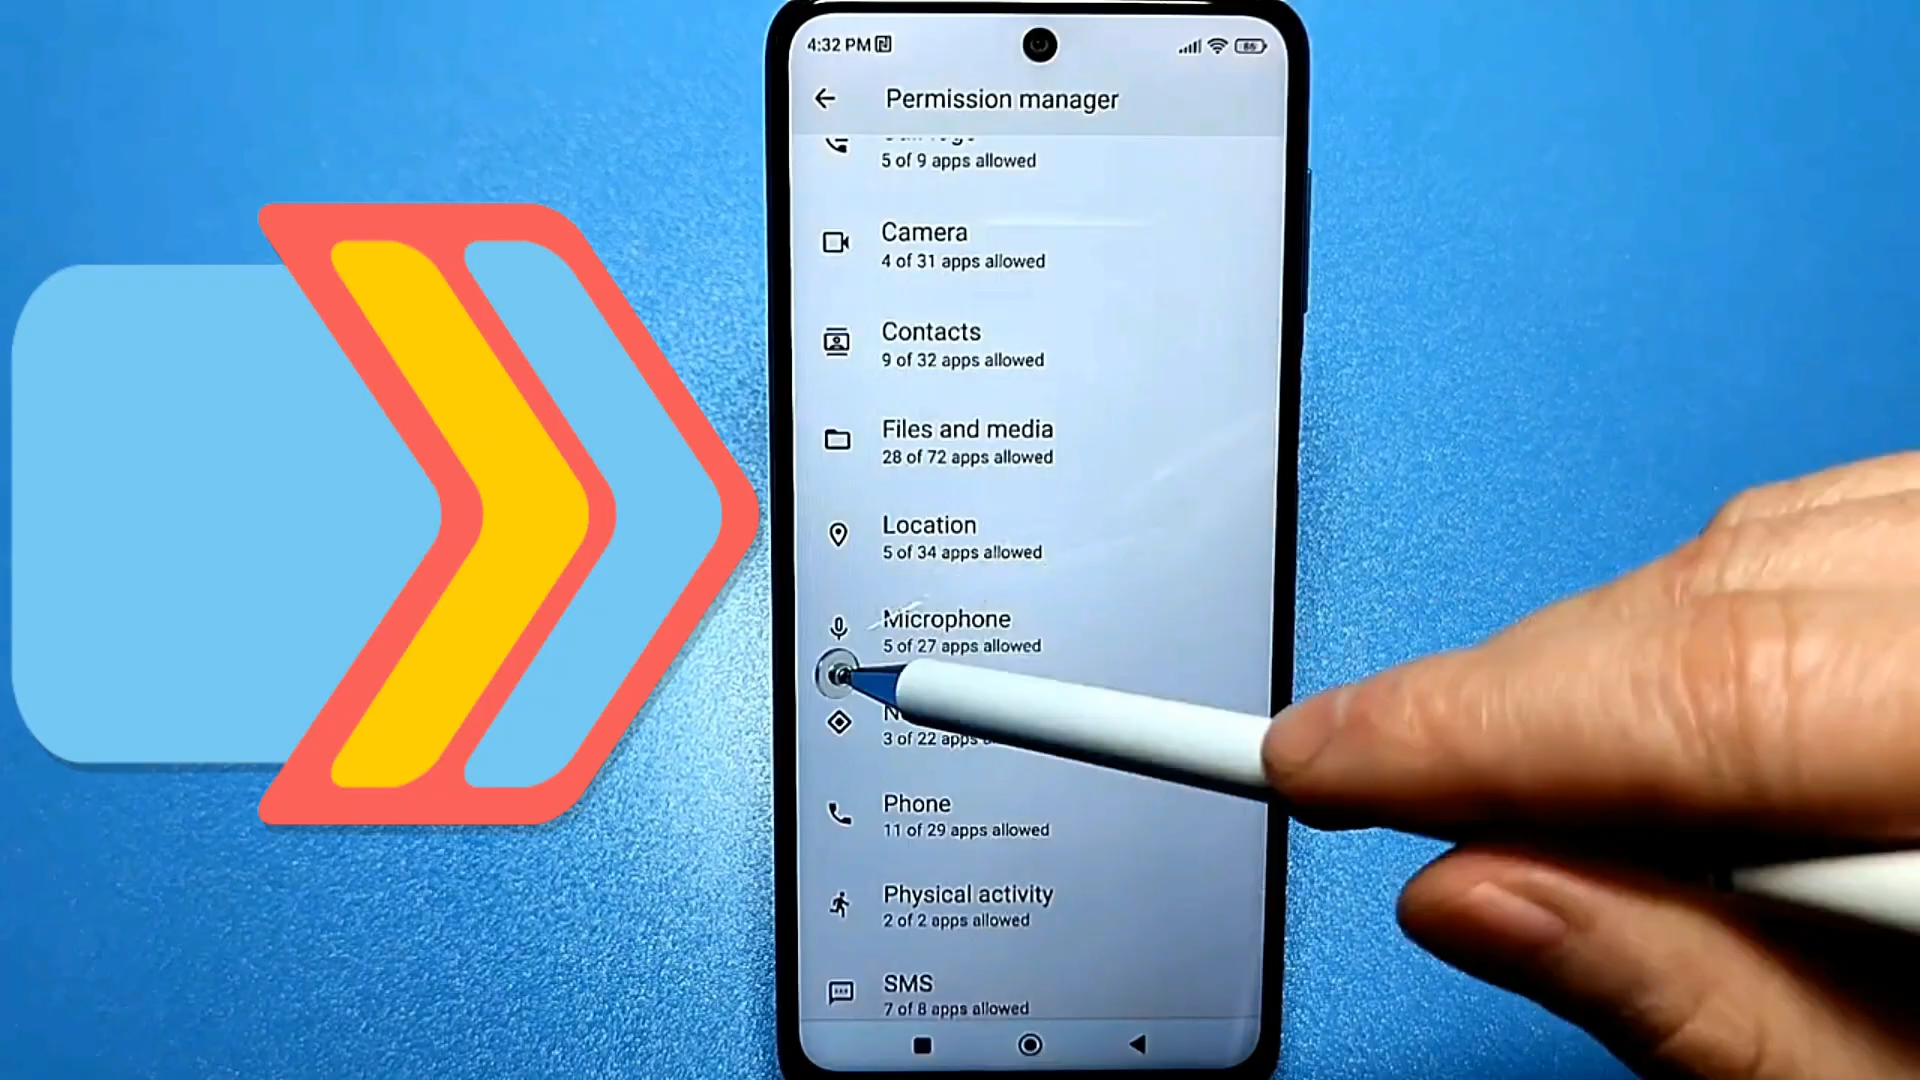 4:32 PM
86
Permission manager
5 of 9 apps allowed
Camera
4 of 31 apps allowed
Contacts
9 of 32 apps allowed
Files and media
28 of 72 apps allowed
Location
5 of 34 apps allowed
Microphone
5 of 27 apps allowed
3 of 22 apps
Phone
11 of 29 apps allowed
Physical activity
2 of 2 apps allowed
SMS
7 of 8 apps allowed